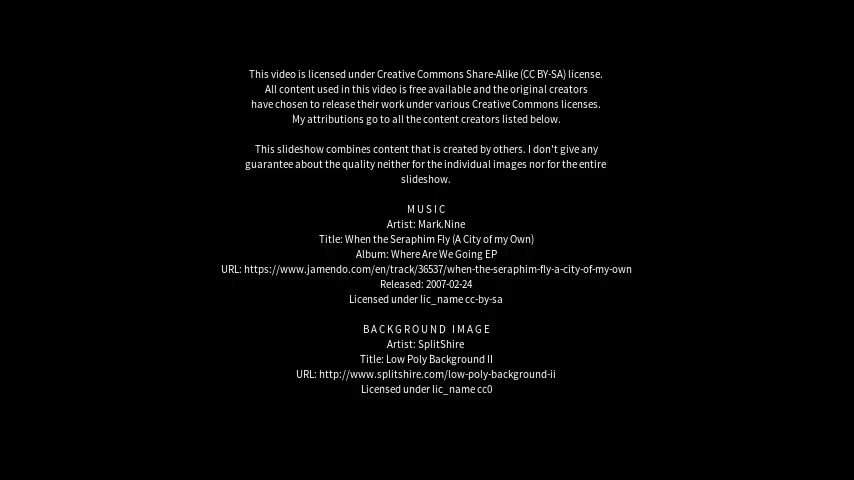 This video is licensed under Creative Commons Share-Alike (CC BY-SA) license.
All content used in this video is free available and the original creators
have chosen to release their work under various Creative Commons licenses.
My attributions go to all the content creators listed below.
This slideshow combines content that is created by others. I don't give any
guarantee about the quality neither for the individual images nor for the entire
slideshow.
MUSIC
Artist: Mark.Nine
Title: When the Seraphim Fly (A City of my Own)
Album: Where Are We Going EP
URL: https://www.jamendo.com/en/track/36537/when-the-seraphim-fly-a-city-of-my-own
Released: 2007-02-24
Licensed under lic_name cc-by-sa
BACKGROUND IMAGE
Artist: SplitShire
Title: Low Poly Background II
URL: http://www.splitshire.com/low-poly-background-ii
Licensed under lic_name cc0